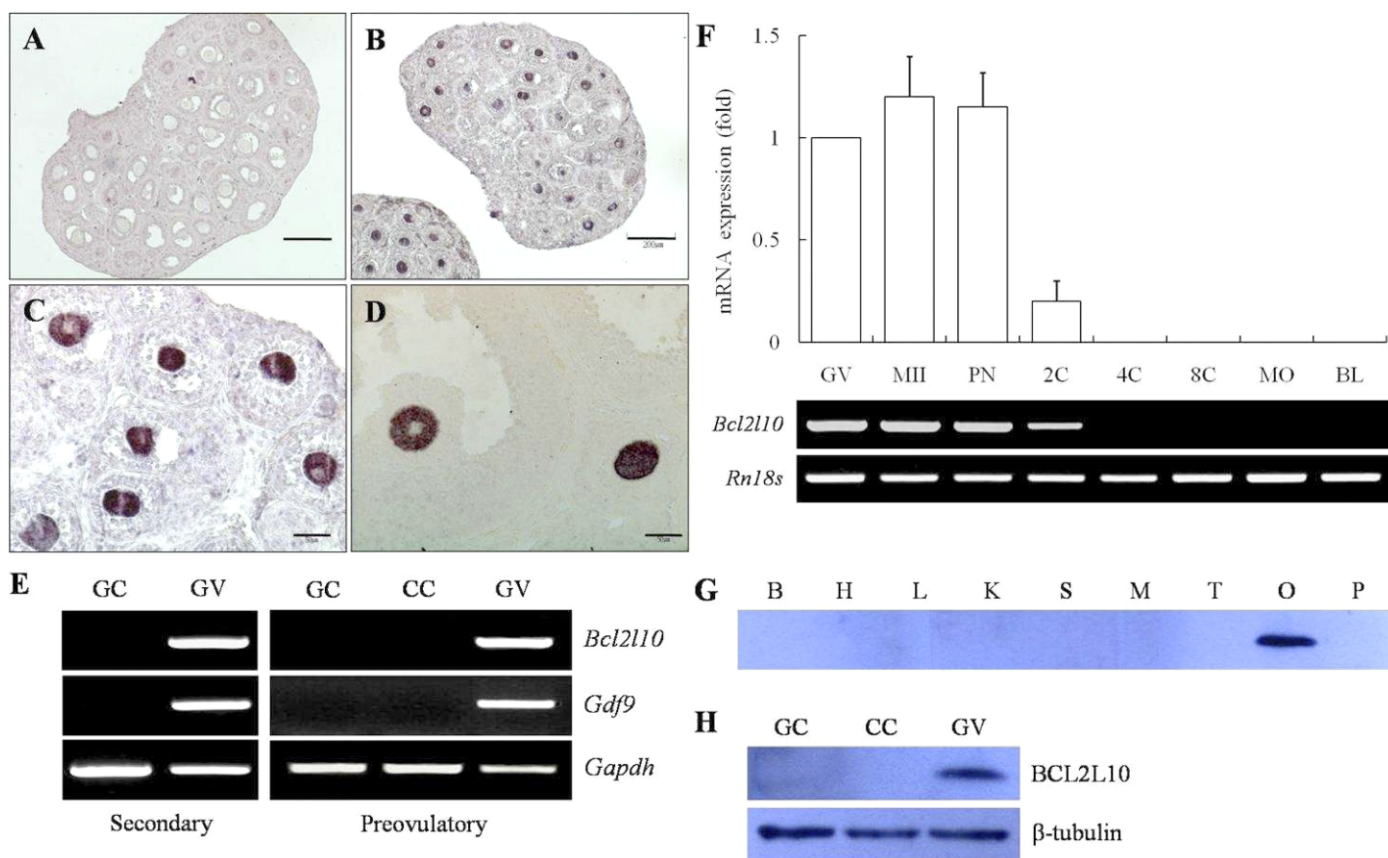 A
B
200μm
C
D
E
GC GV GC CC GV
Bcl2l10
Gdf9
Gapdh
Secondary Preovulatory
F
mRNA expression (fold)
1.5
1
0.5
0
GV MII PN 2C 4C 8C MO BL
Bcl2l10
Rn18s
G
B H L K S M T O P
H
GC CC GV
BCL2L10
β-tubulin